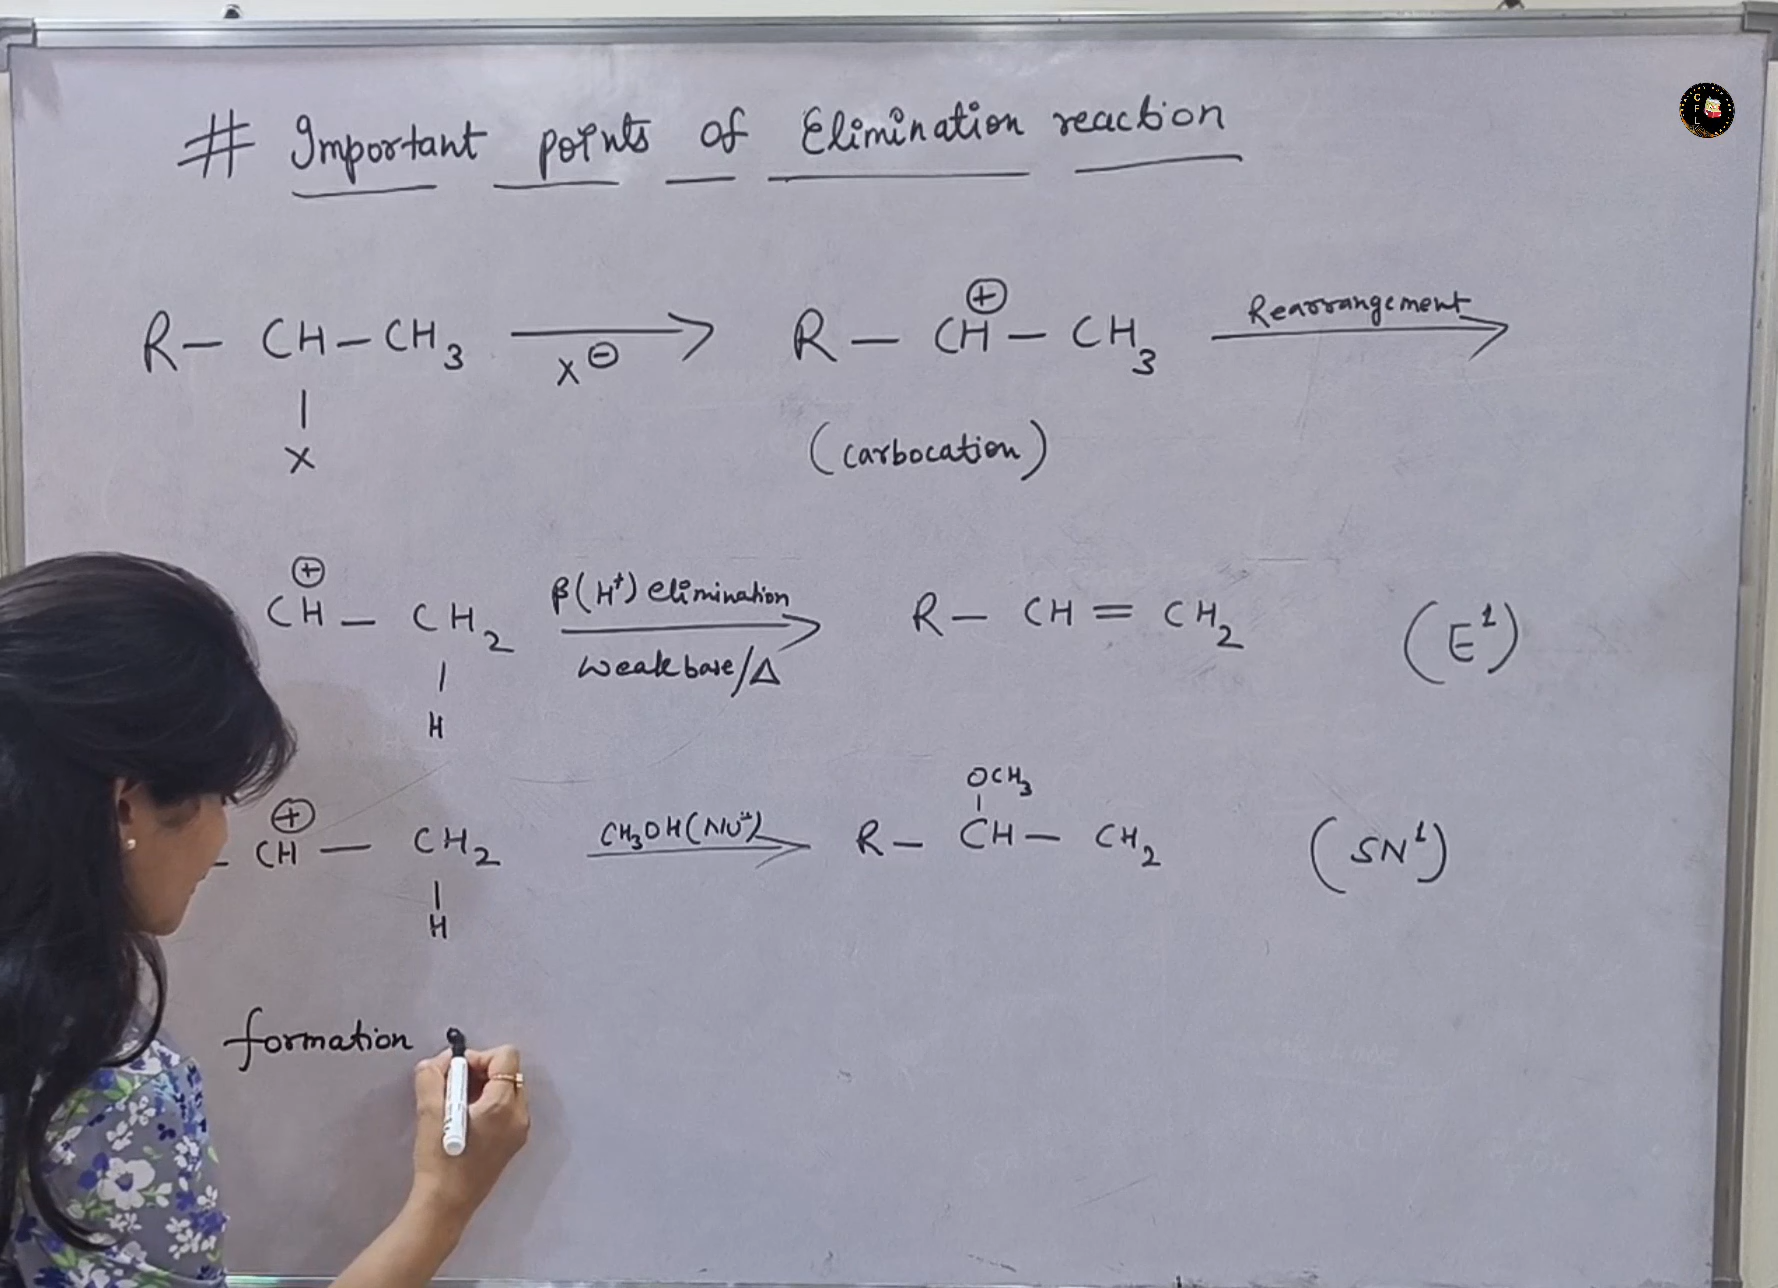 # Important points of Elimination reaction
R – CH – CH₃ ⟶ R – CH – CH₃ Rearrangement ⟶
⊕
X⊖
|
X
(carbocation)
⊕
CH – CH₂ β(H⁺) elimination ⟶ R – CH = CH₂ (E¹)
weak base/Δ
|
H
OCH₃
|
⊕
– CH – CH₂ CH₃OH(Nu⁻) ⟶ R – CH – CH₂ (SN¹)
|
H
formation